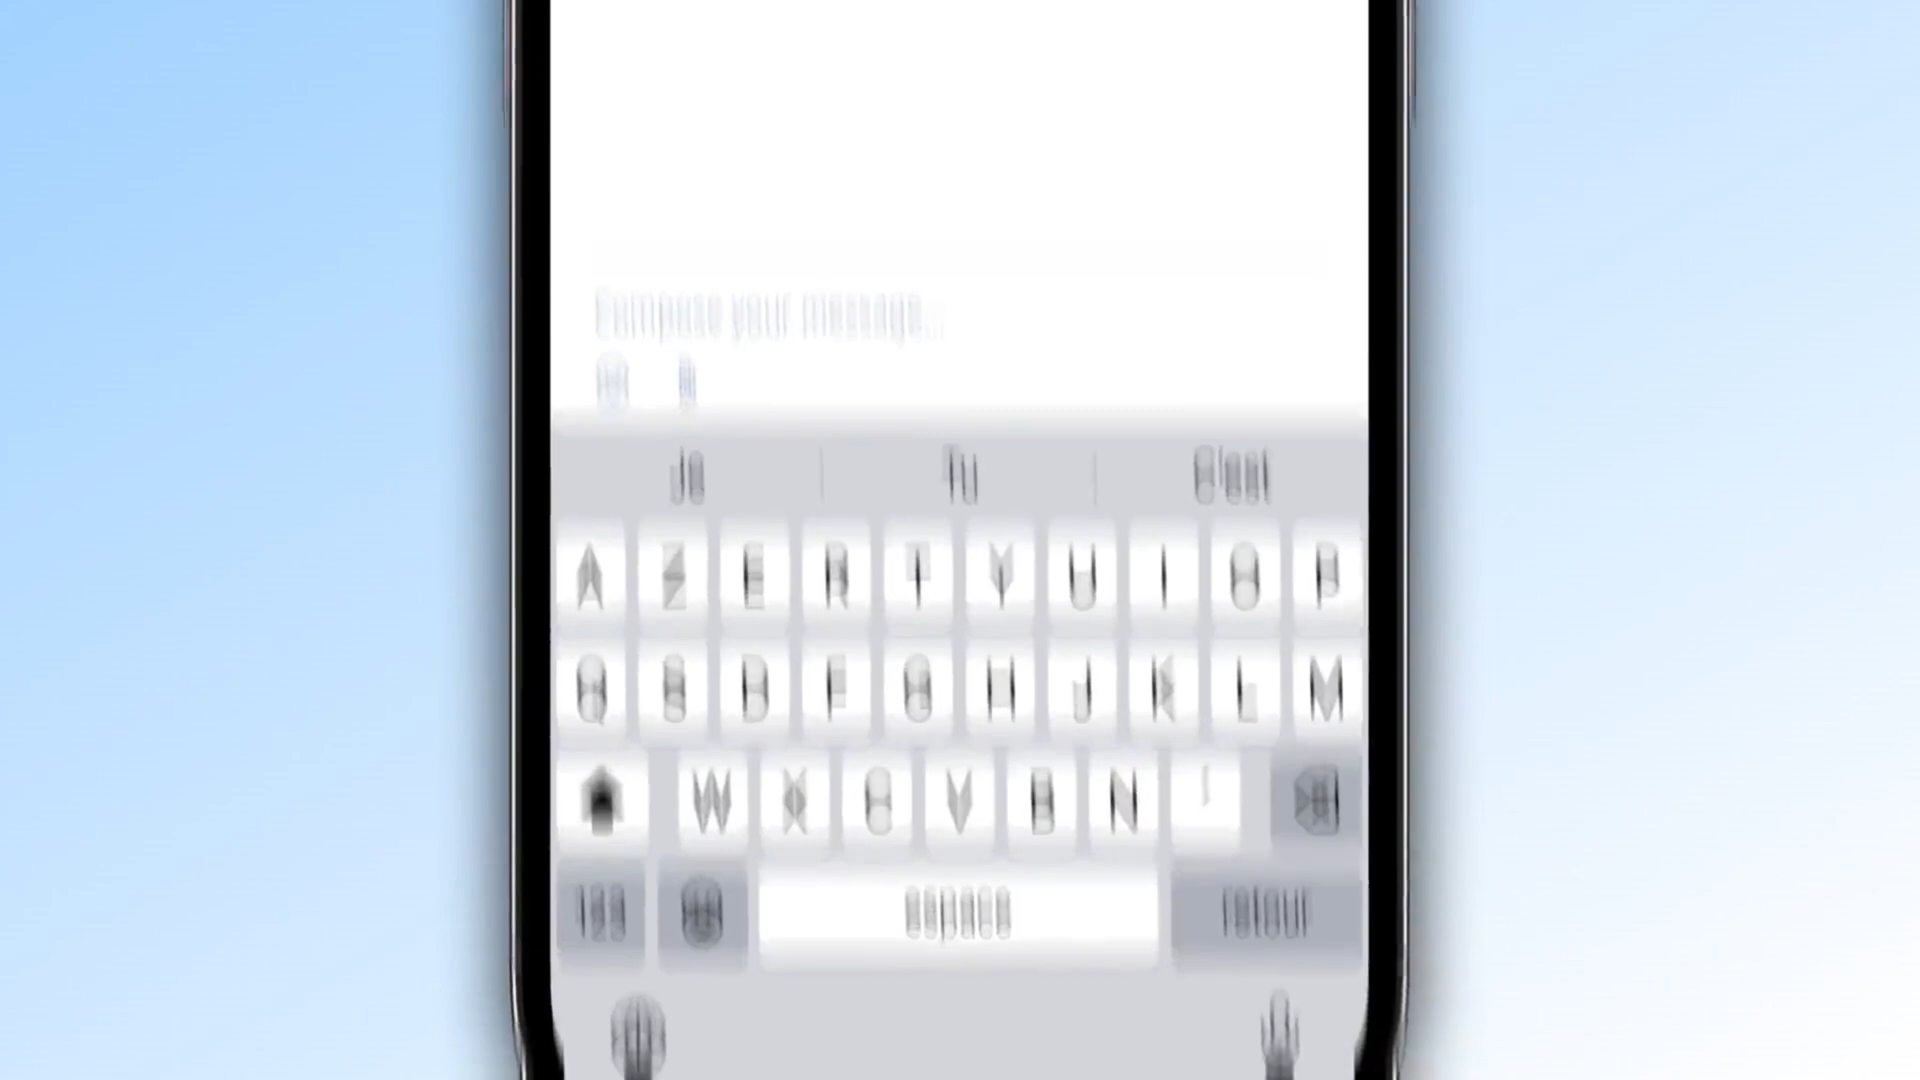 Compose your message...
Je Tu C'est
A Z E R T Y U I O P
Q S D F G H J K L M
W X C V B N '
123 espace retour